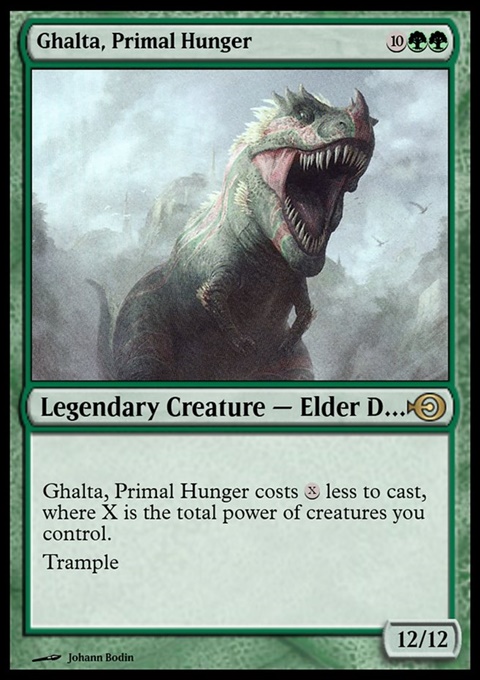 Ghalta, Primal Hunger 10
Legendary Creature — Elder D...
Ghalta, Primal Hunger costs X less to cast,
where X is the total power of creatures you
control.
Trample
12/12
Johann Bodin